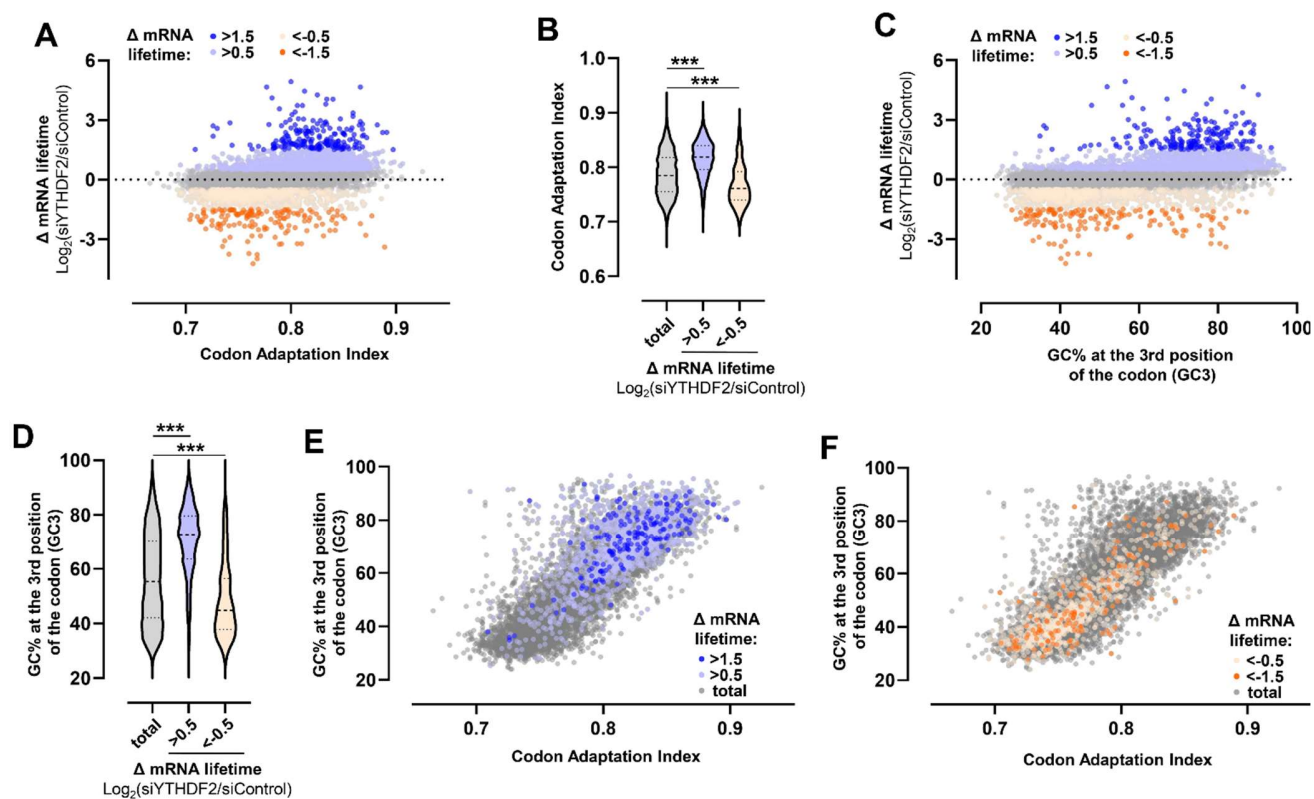 A
Δ mRNA
lifetime:
>1.5
>0.5
<-0.5
<-1.5
Δ mRNA lifetime
Log2(siYTHDF2/siControl)
6
3
0
-3
0.7 0.8 0.9
Codon Adaptation Index
B
Codon Adaptation Index
1.0
0.9
0.8
0.7
0.6
***
***
total >0.5 <-0.5
Δ mRNA lifetime
Log2(siYTHDF2/siControl)
C
Δ mRNA
lifetime:
>1.5
>0.5
<-0.5
<-1.5
Δ mRNA lifetime
Log2(siYTHDF2/siControl)
6
3
0
-3
20 40 60 80 100
GC% at the 3rd position
of the codon (GC3)
D
GC% at the 3rd position
of the codon (GC3)
100
80
60
40
20
***
***
total >0.5 <-0.5
Δ mRNA lifetime
Log2(siYTHDF2/siControl)
E
GC% at the 3rd position
of the codon (GC3)
100
80
60
40
20
Δ mRNA
lifetime:
>1.5
>0.5
total
0.7 0.8 0.9
Codon Adaptation Index
F
GC% at the 3rd position
of the codon (GC3)
100
80
60
40
20
Δ mRNA
lifetime:
<-0.5
<-1.5
total
0.7 0.8 0.9
Codon Adaptation Index